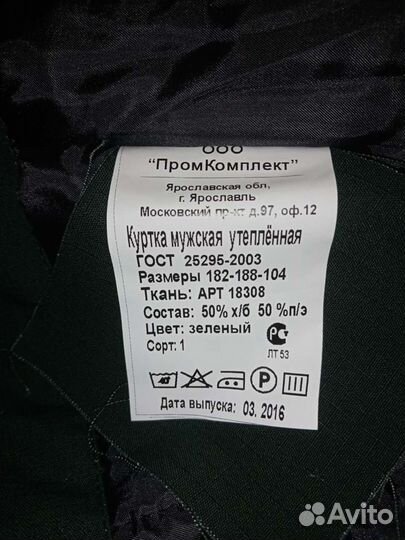 ООО
"ПромКомплект"
Ярославская обл,
г. Ярославль
Московский пр-кт д.97, оф.12
Куртка мужская утеплённая
ГОСТ 25295-2003
Размеры 182-188-104
Ткань: АРТ 18308
Состав: 50% х/б 50 %п/э
Цвет: зеленый
Сорт: 1
ЛТ 53
40
P
Дата выпуска: 03. 2016
Avito